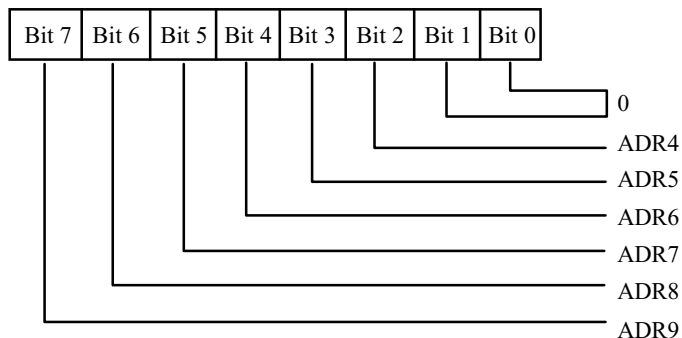 Bit 7 Bit 6 Bit 5 Bit 4 Bit 3 Bit 2 Bit 1 Bit 0
0
ADR4
ADR5
ADR6
ADR7
ADR8
ADR9